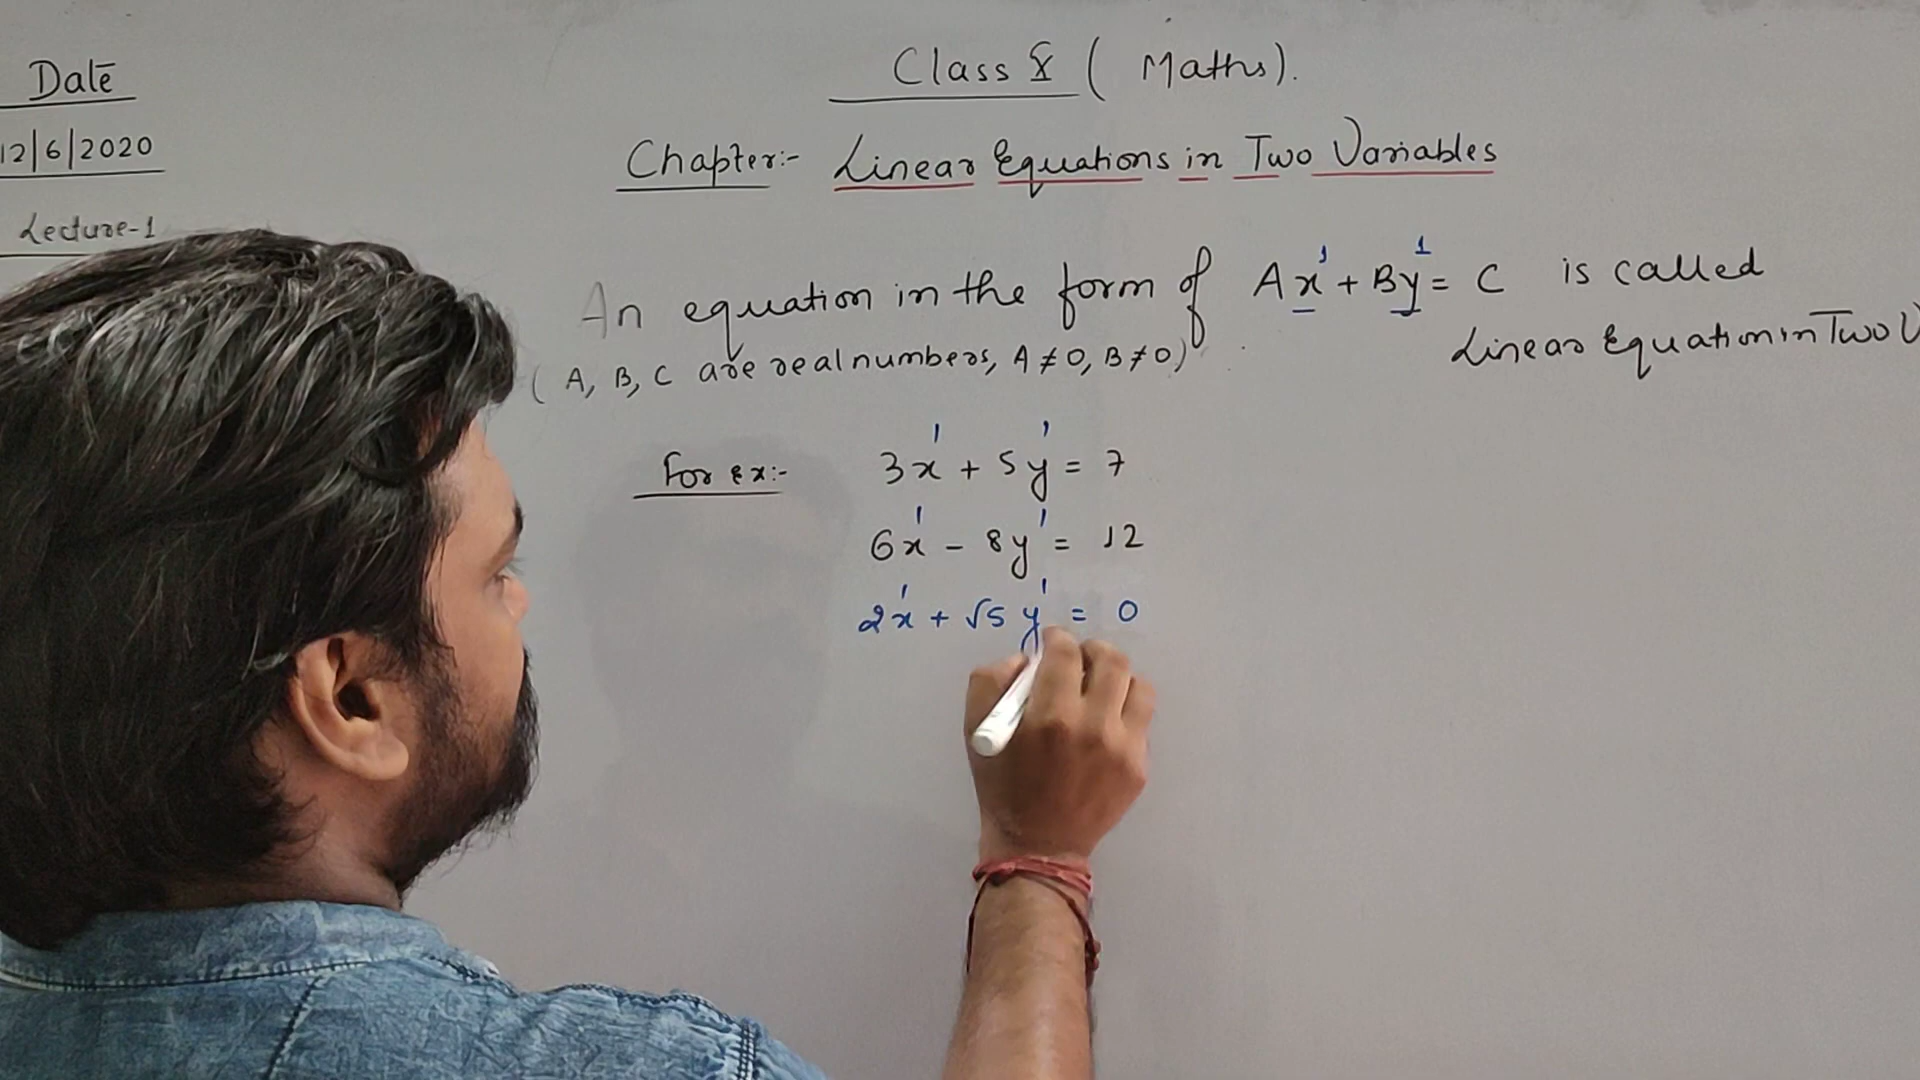 Date
12/6/2020
Lecture-1
Class X ( Maths).
Chapter:- Linear Equations in Two Variables
An equation in the form of Ax¹ + By¹ = C is called
Linear Equation in Two V
( A, B, C are real numbers, A ≠ 0, B ≠ 0)
For ex:- 3x¹ + 5y¹ = 7
6x¹ - 8y¹ = 12
2x¹ + √5 y¹ = 0